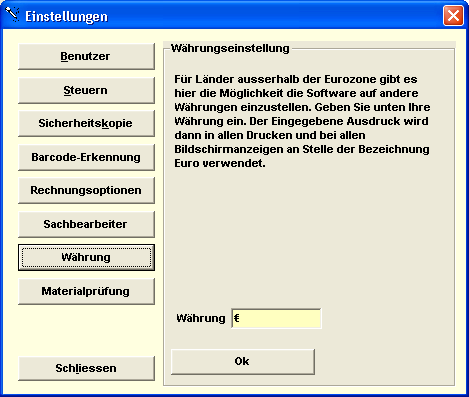 Einstellungen
Benutzer
Steuern
Sicherheitskopie
Barcode-Erkennung
Rechnungsoptionen
Sachbearbeiter
Währung
Materialprüfung
Schliessen
Währungseinstellung
Für Länder ausserhalb der Eurozone gibt es
hier die Möglichkeit die Software auf andere
Währungen einzustellen. Geben Sie unten Ihre
Währung ein. Der Eingegebene Ausdruck wird
dann in allen Drucken und bei allen
Bildschirmanzeigen an Stelle der Bezeichnung
Euro verwendet.
Währung €
Ok